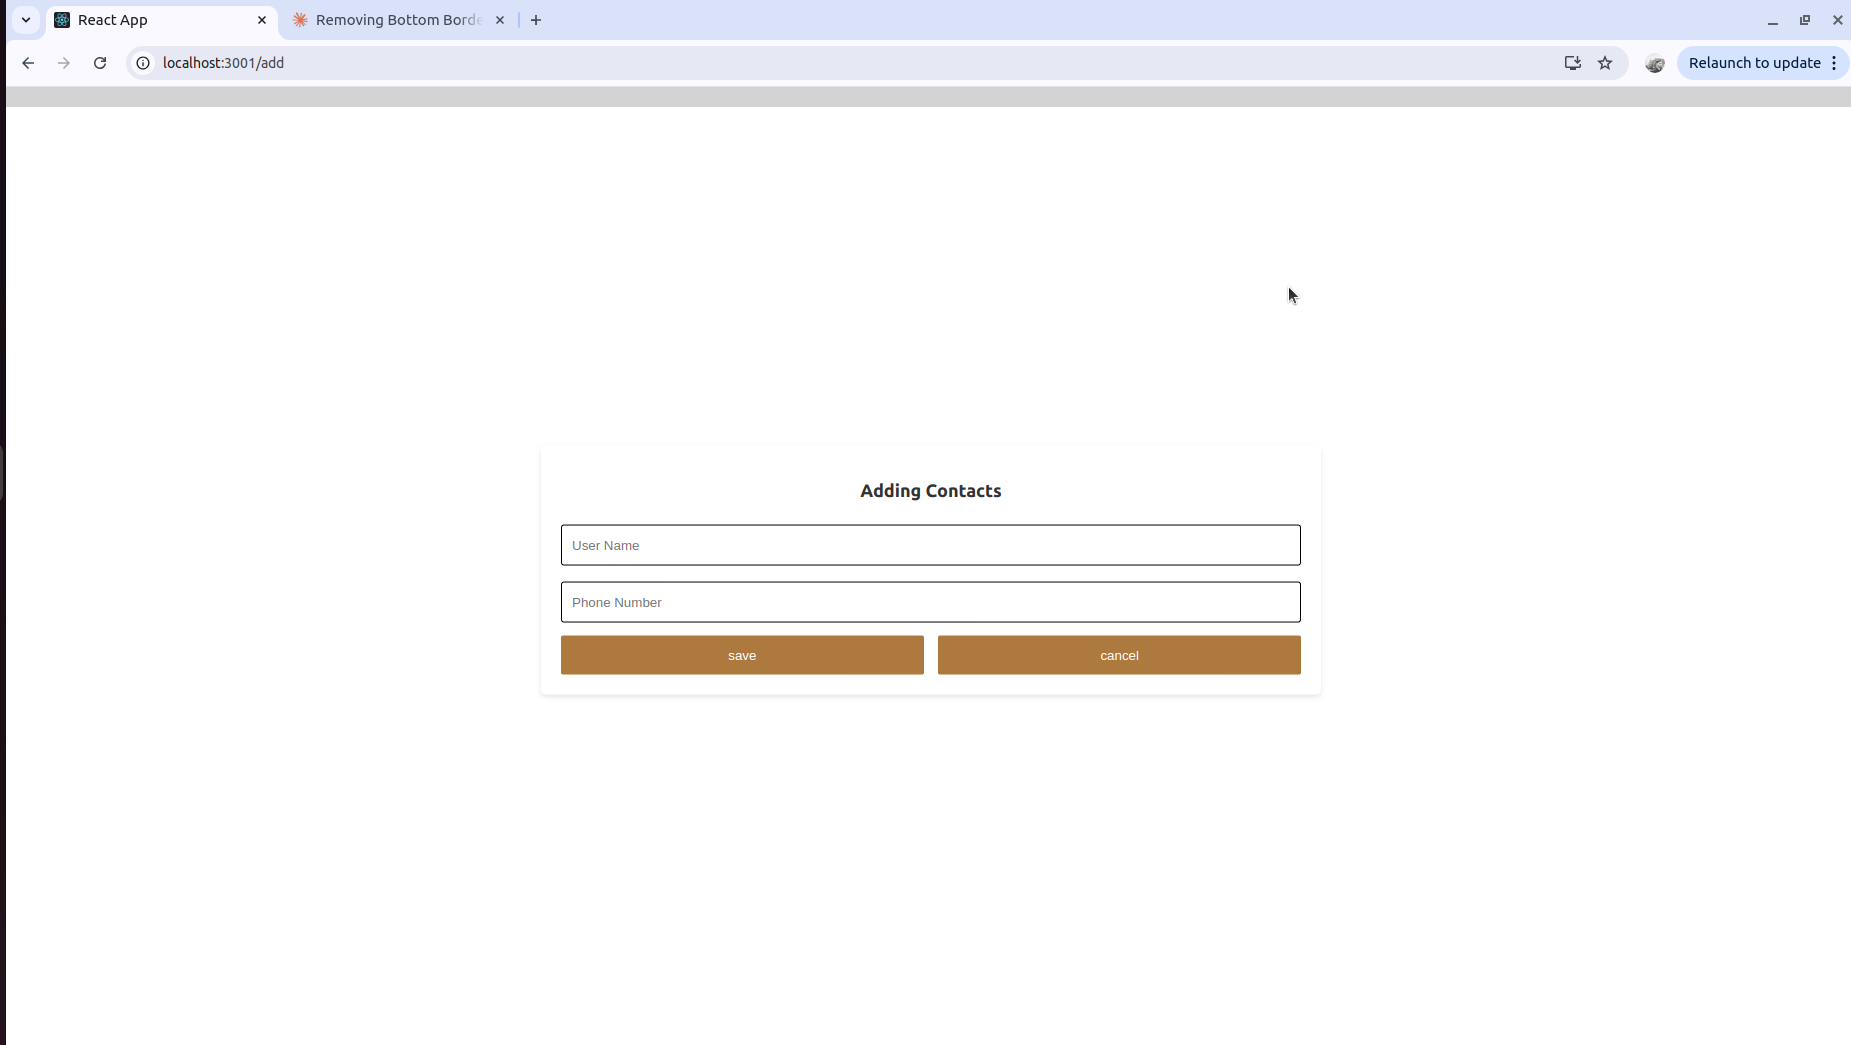 React App
Removing Bottom Borde
localhost:3001/add
Relaunch to update
Adding Contacts
User Name
Phone Number
save
cancel